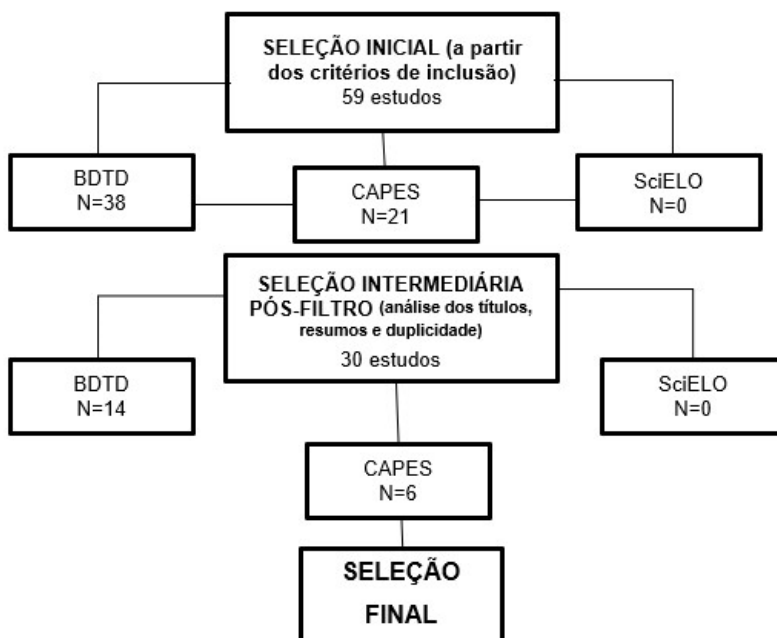 SELEÇÃO INICIAL (a partir
dos critérios de inclusão)
59 estudos
BDTD
N=38
CAPES
N=21
SciELO
N=0
SELEÇÃO INTERMEDIÁRIA
PÓS-FILTRO (análise dos títulos,
resumos e duplicidade)
30 estudos
BDTD
N=14
SciELO
N=0
CAPES
N=6
SELEÇÃO
FINAL